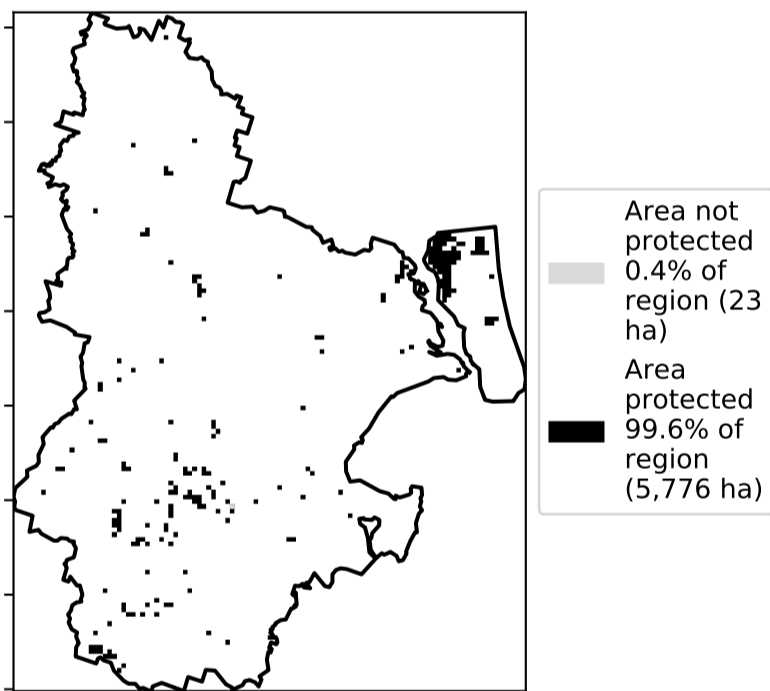 Area not
protected
0.4% of
region (23
ha)
Area
protected
99.6% of
region
(5,776 ha)